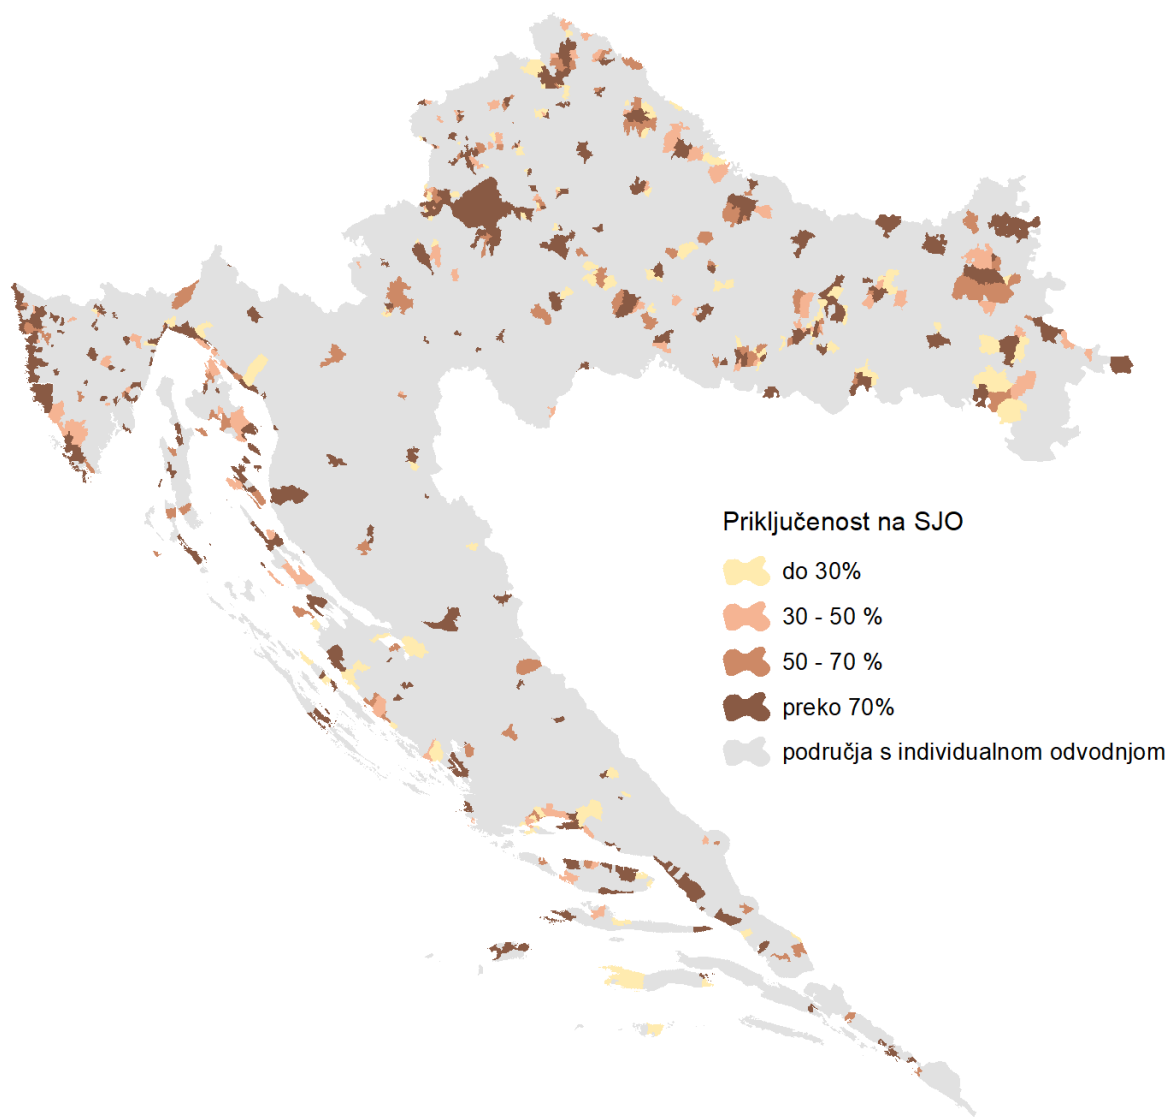 Priključenost na SJO
do 30%
30 - 50 %
50 - 70 %
preko 70%
područja s individualnom odvodnjom